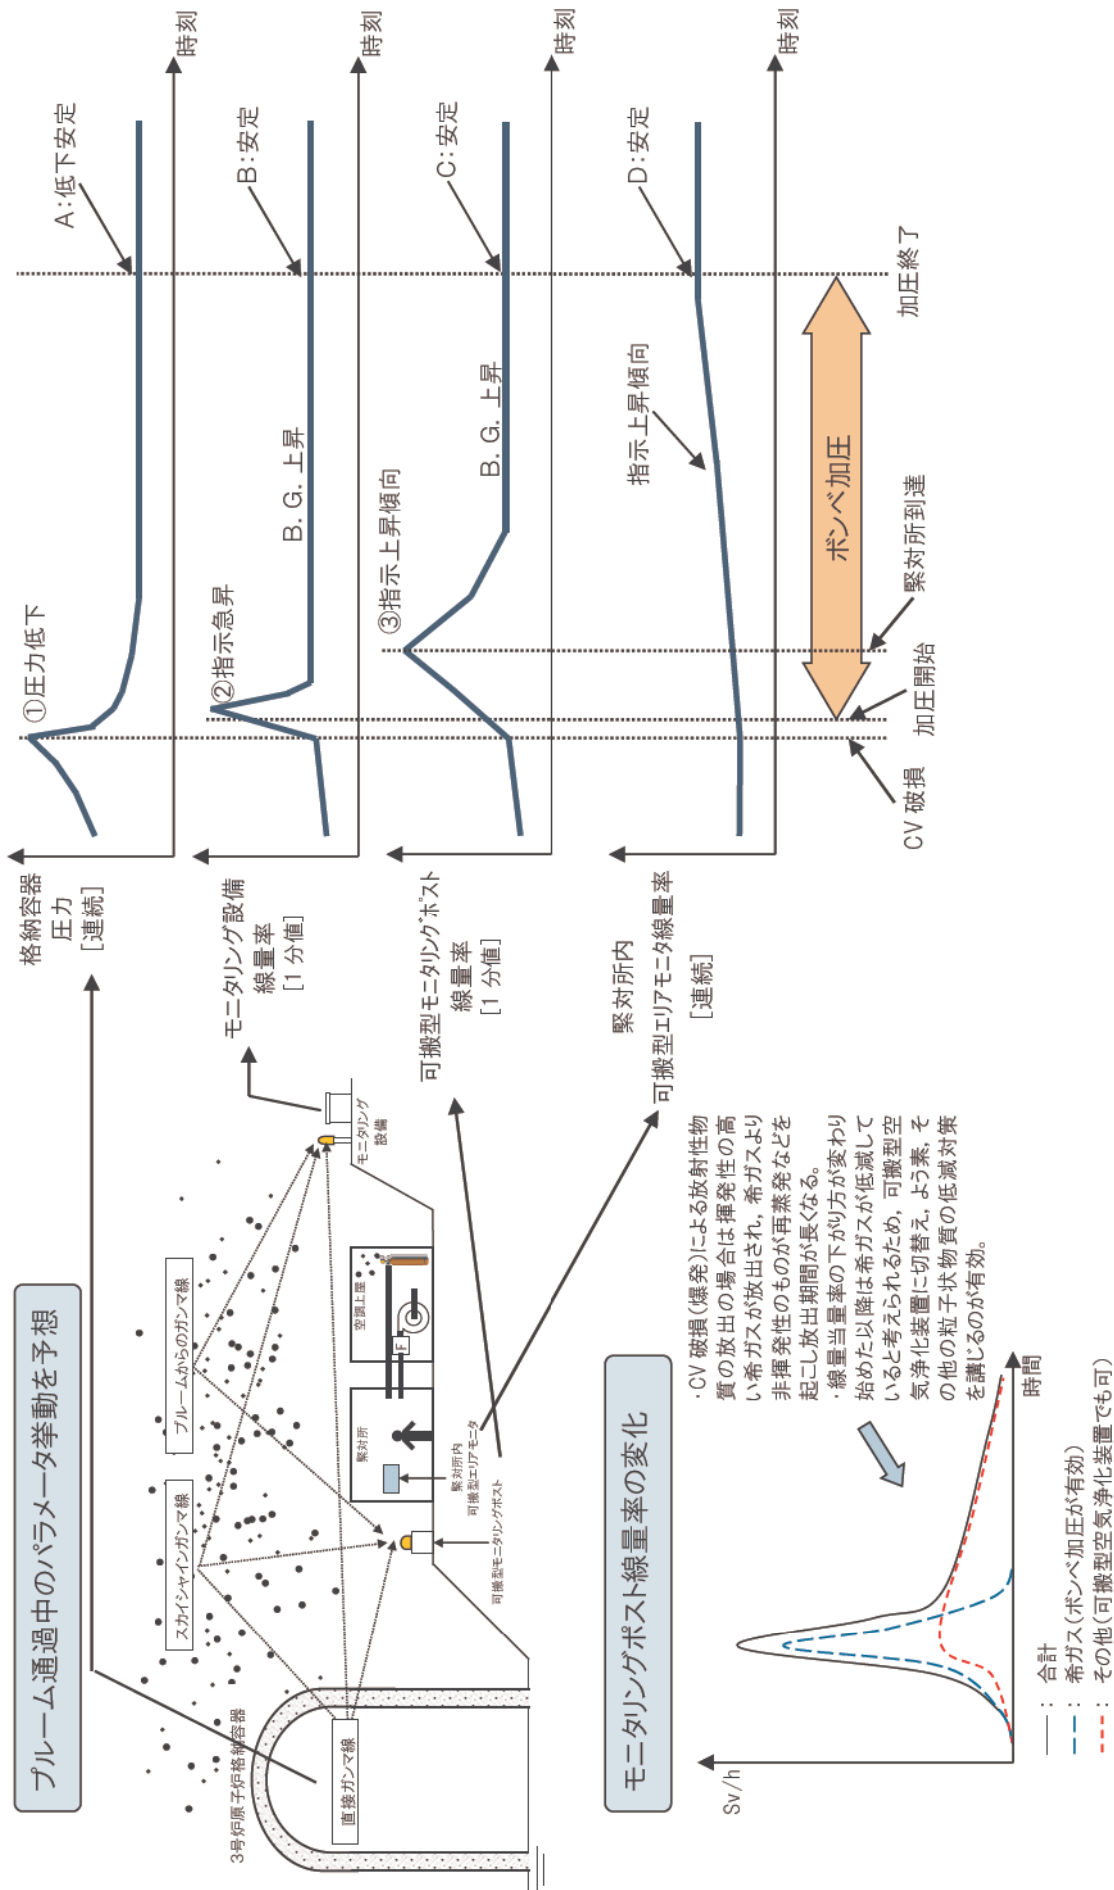 プルーム通過中のパラメータ挙動を予想
3号炉原子炉格納容器
直接ガンマ線
スカイシャインガンマ線
プルームからのガンマ線
緊対所
空調上屋
F
モニタリング
設備
緊対所内
可搬型エリアモニタ
可搬型モニタリングポスト
格納容器
圧力
[連続]
①圧力低下
A:低下安定
時刻
モニタリング設備
線量率
[1 分値]
②指示急昇
B. G. 上昇
B:安定
時刻
可搬型モニタリングポスト
線量率
[1 分値]
③指示上昇傾向
B. G. 上昇
C:安定
時刻
緊対所内
可搬型エリアモニタ線量率
[連続]
指示上昇傾向
D:安定
時刻
ボンベ加圧
CV 破損
加圧開始
緊対所到達
加圧終了
モニタリングポスト線量率の変化
Sv/h
時間
: 合計
: 希ガス(ボンベ加圧が有効)
: その他(可搬型空気浄化装置でも可)
・CV 破損(爆発)による放射性物
質の放出の場合は揮発性の高
い希ガスが放出され,希ガスより
非揮発性のものが再蒸発などを
起こし放出期間が長くなる。
・線量当量率の下がり方が変わり
始めた以降は希ガスが低減して
いると考えられるため,可搬型空
気浄化装置に切替え,よう素,そ
の他の粒子状物質の低減対策
を講じるのが有効。